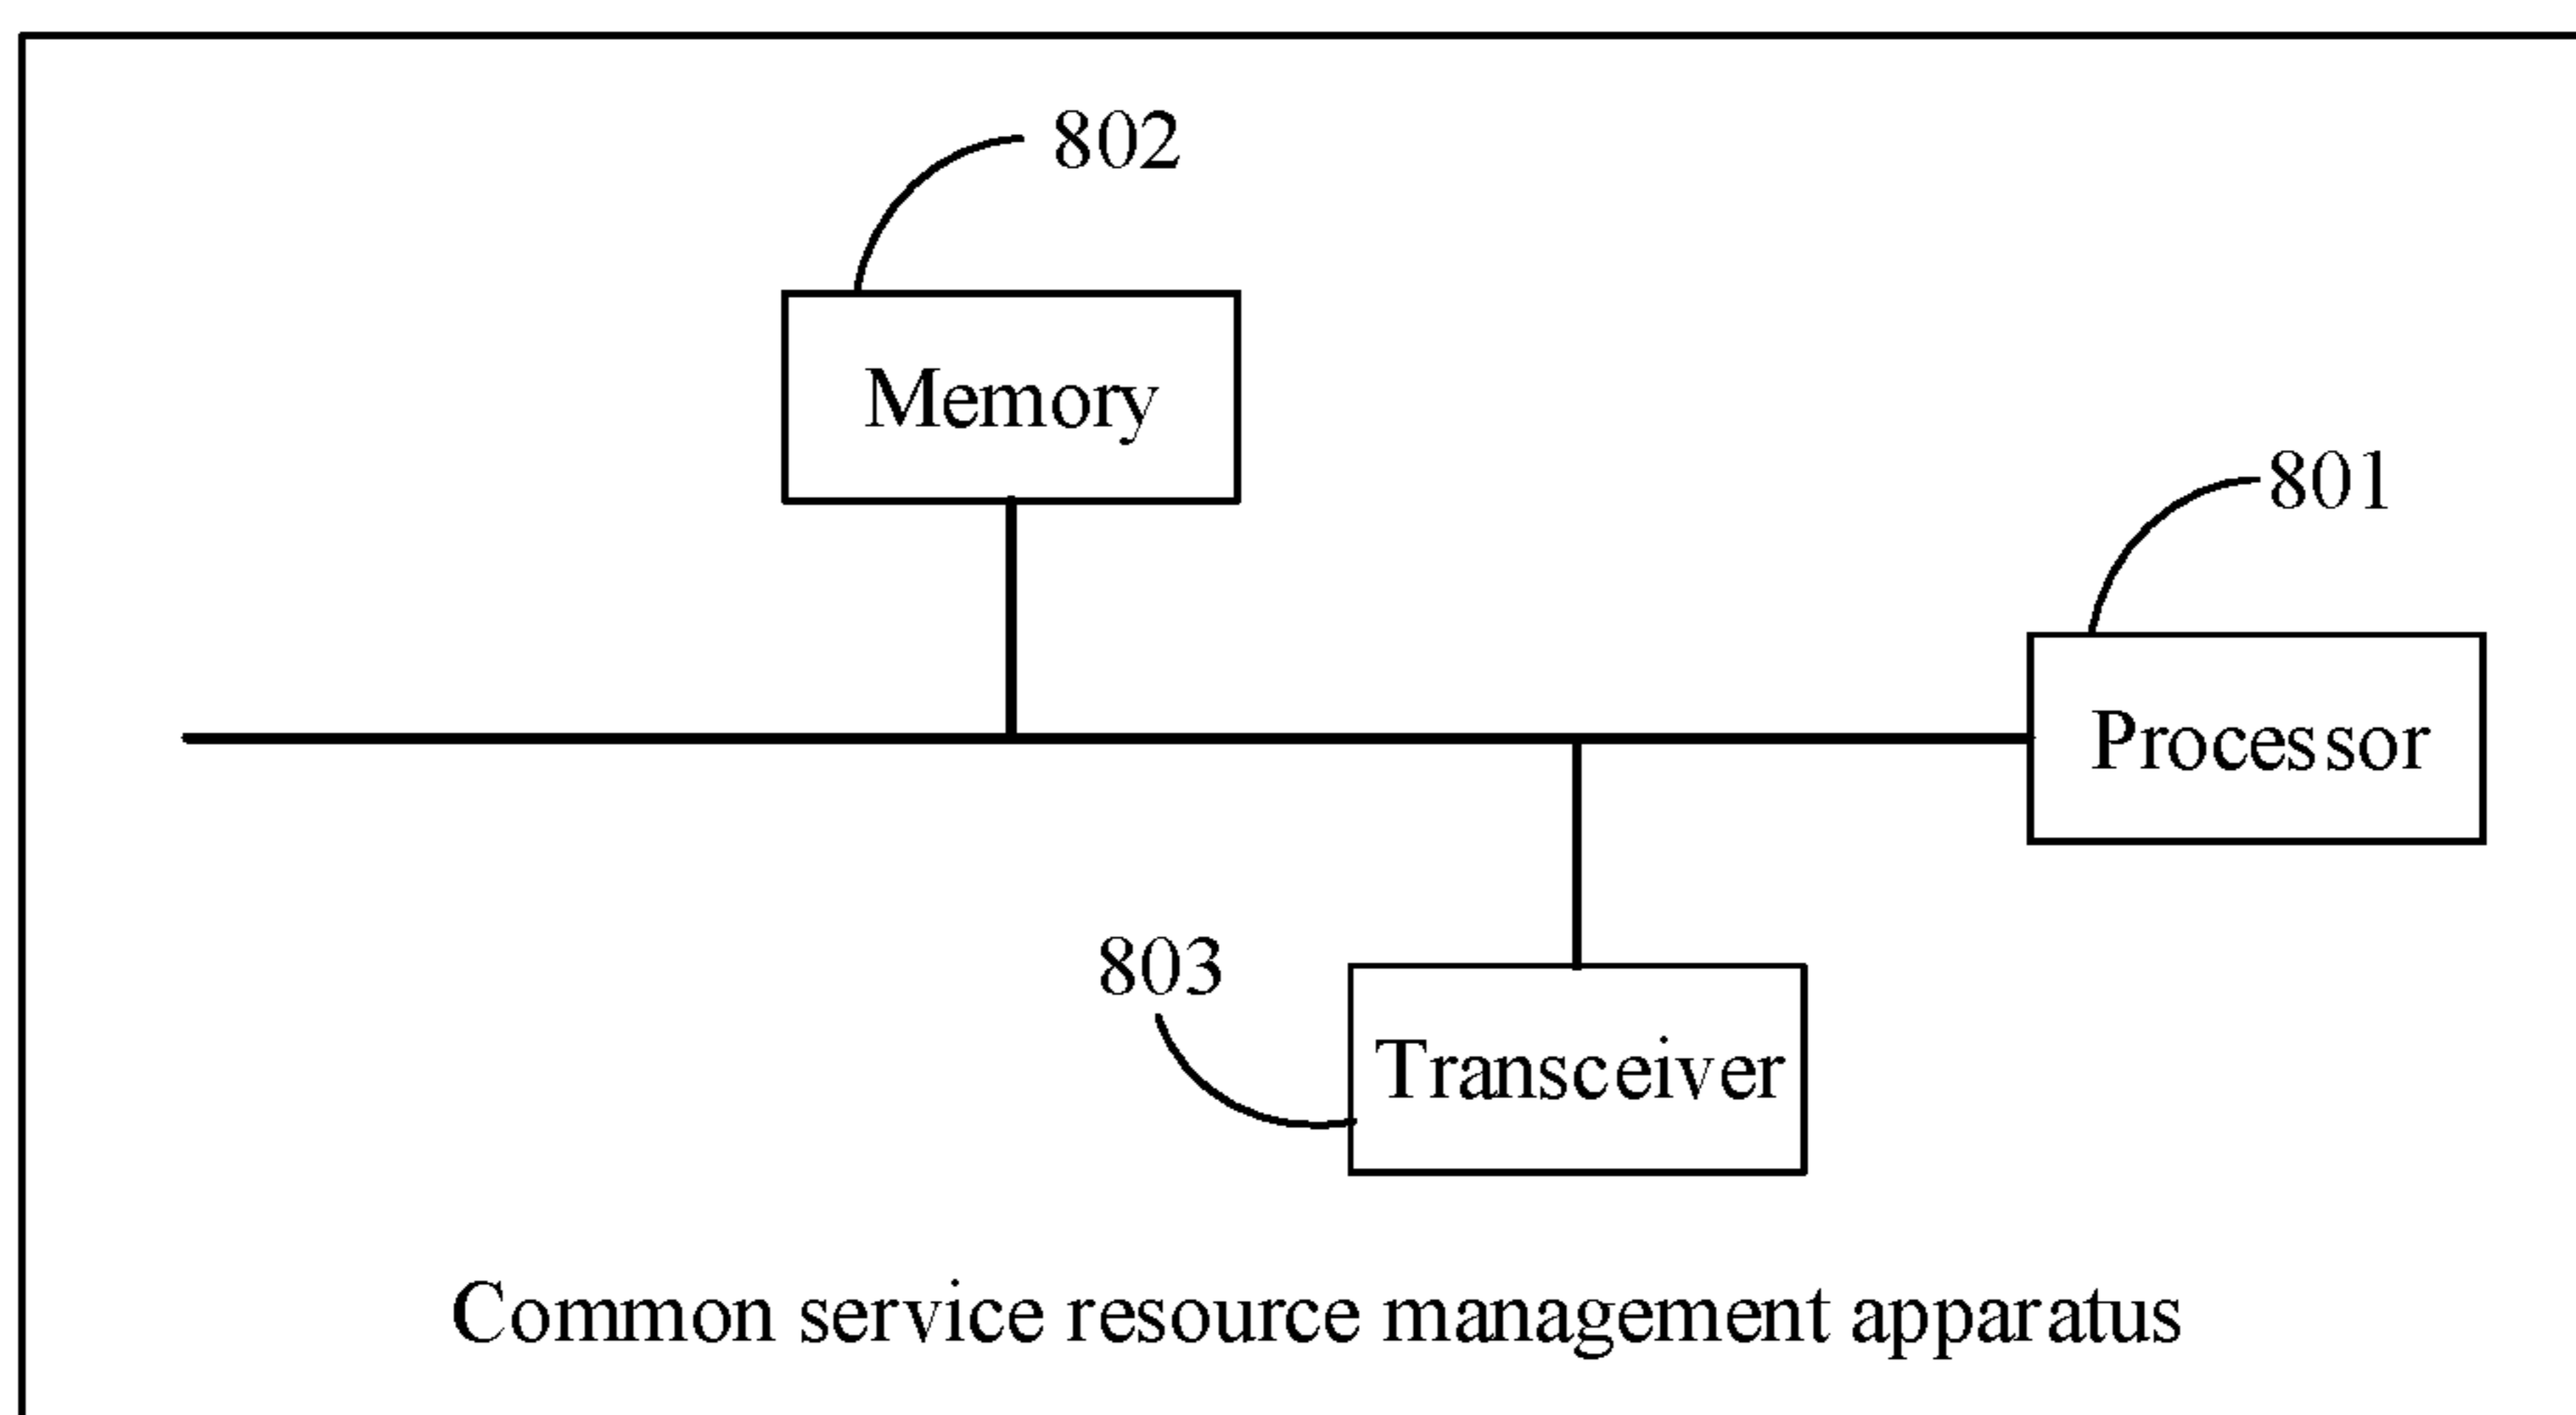 802
Memory
801
Processor
803
Transceiver
Common service resource management apparatus